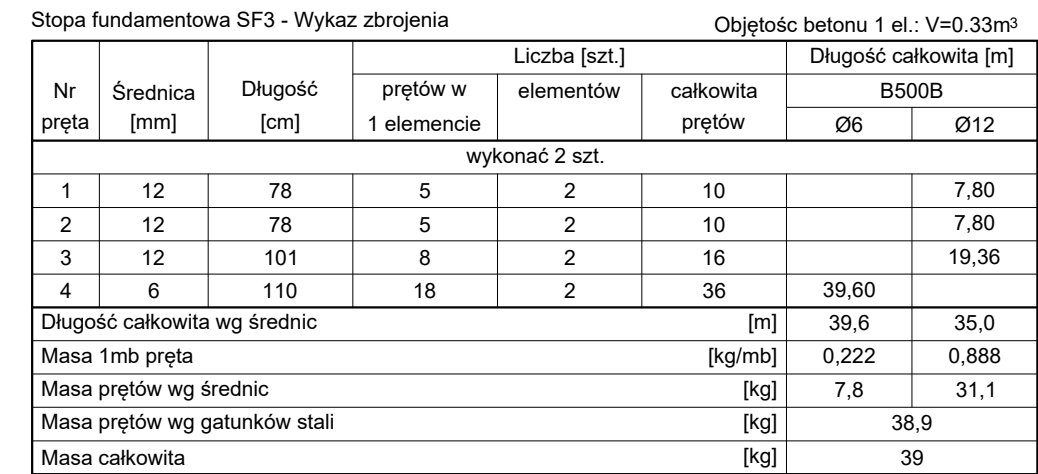 Stopa fundamentowa SF3 - Wykaz zbrojenia
Objętośc betonu 1 el.: V=0.33m³
Nr pręta Średnica [mm] Długość [cm] Liczba [szt.] Długość całkowita [m]
prętów w 1 elemencie elementów całkowita prętów B500B
Ø6 Ø12
wykonać 2 szt.
1 12 78 5 2 10 7,80
2 12 78 5 2 10 7,80
3 12 101 8 2 16 19,36
4 6 110 18 2 36 39,60
Długość całkowita wg średnic [m] 39,6 35,0
Masa 1mb pręta [kg/mb] 0,222 0,888
Masa prętów wg średnic [kg] 7,8 31,1
Masa prętów wg gatunków stali [kg] 38,9
Masa całkowita [kg] 39